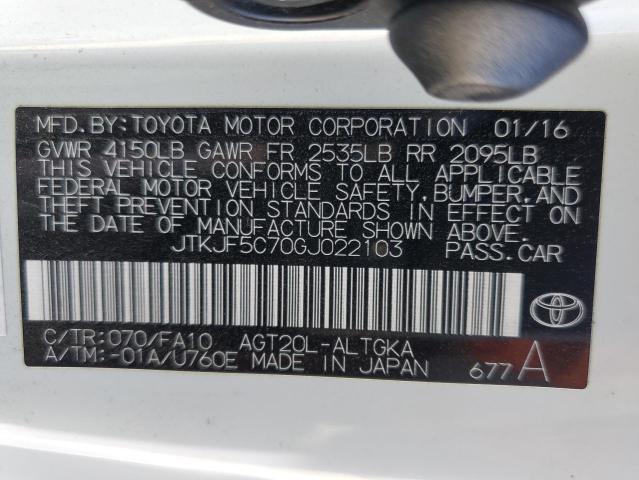 MFD.BY:TOYOTA MOTOR CORPORATION 01/16
GVWR 4150LB GAWR FR 2535LB RR 2095LB
THIS VEHICLE CONFORMS TO ALL APPLICABLE
FEDERAL MOTOR VEHICLE SAFETY,BUMPER,AND
THEFT PREVENTION STANDARDS IN EFFECT ON
THE DATE OF MANUFACTURE SHOWN ABOVE.
JTKJF5C70GJ022103 PASS.CAR
C/TR:070/FA10 AGT20L-ALTGKA
A/TM:-01A/U760E MADE IN JAPAN 677A